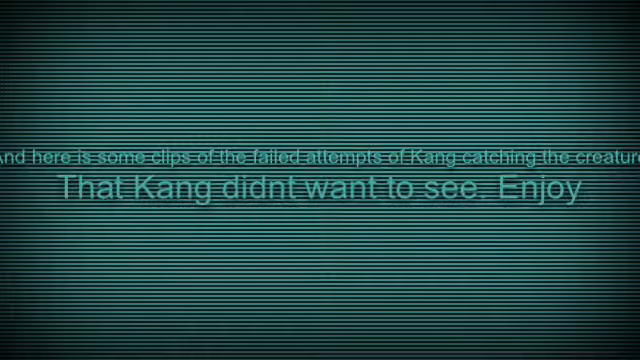 And here is some clips of the failed attempts of Kang catching the creature
That Kang didnt want to see. Enjoy